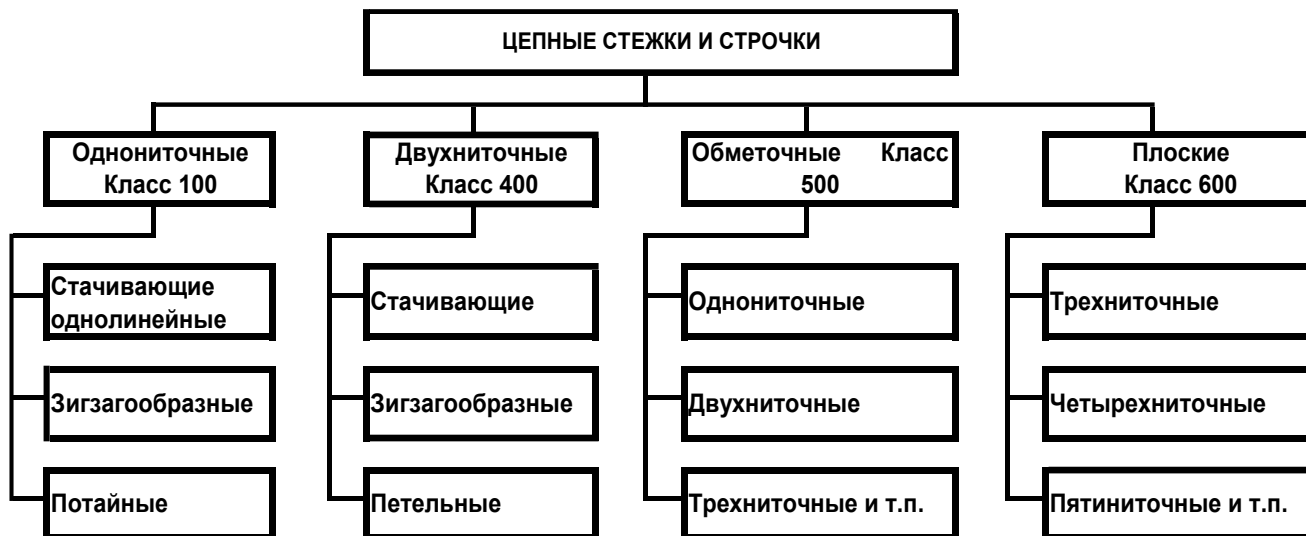 ЦЕПНЫЕ СТЕЖКИ И СТРОЧКИ
Однониточные
Класс 100
Двухниточные
Класс 400
Обметочные Класс
500
Плоские
Класс 600
Стачивающие
однолинейные
Стачивающие
Однониточные
Трехниточные
Зигзагообразные
Зигзагообразные
Двухниточные
Четырехниточные
Потайные
Петельные
Трехниточные и т.п.
Пятиниточные и т.п.